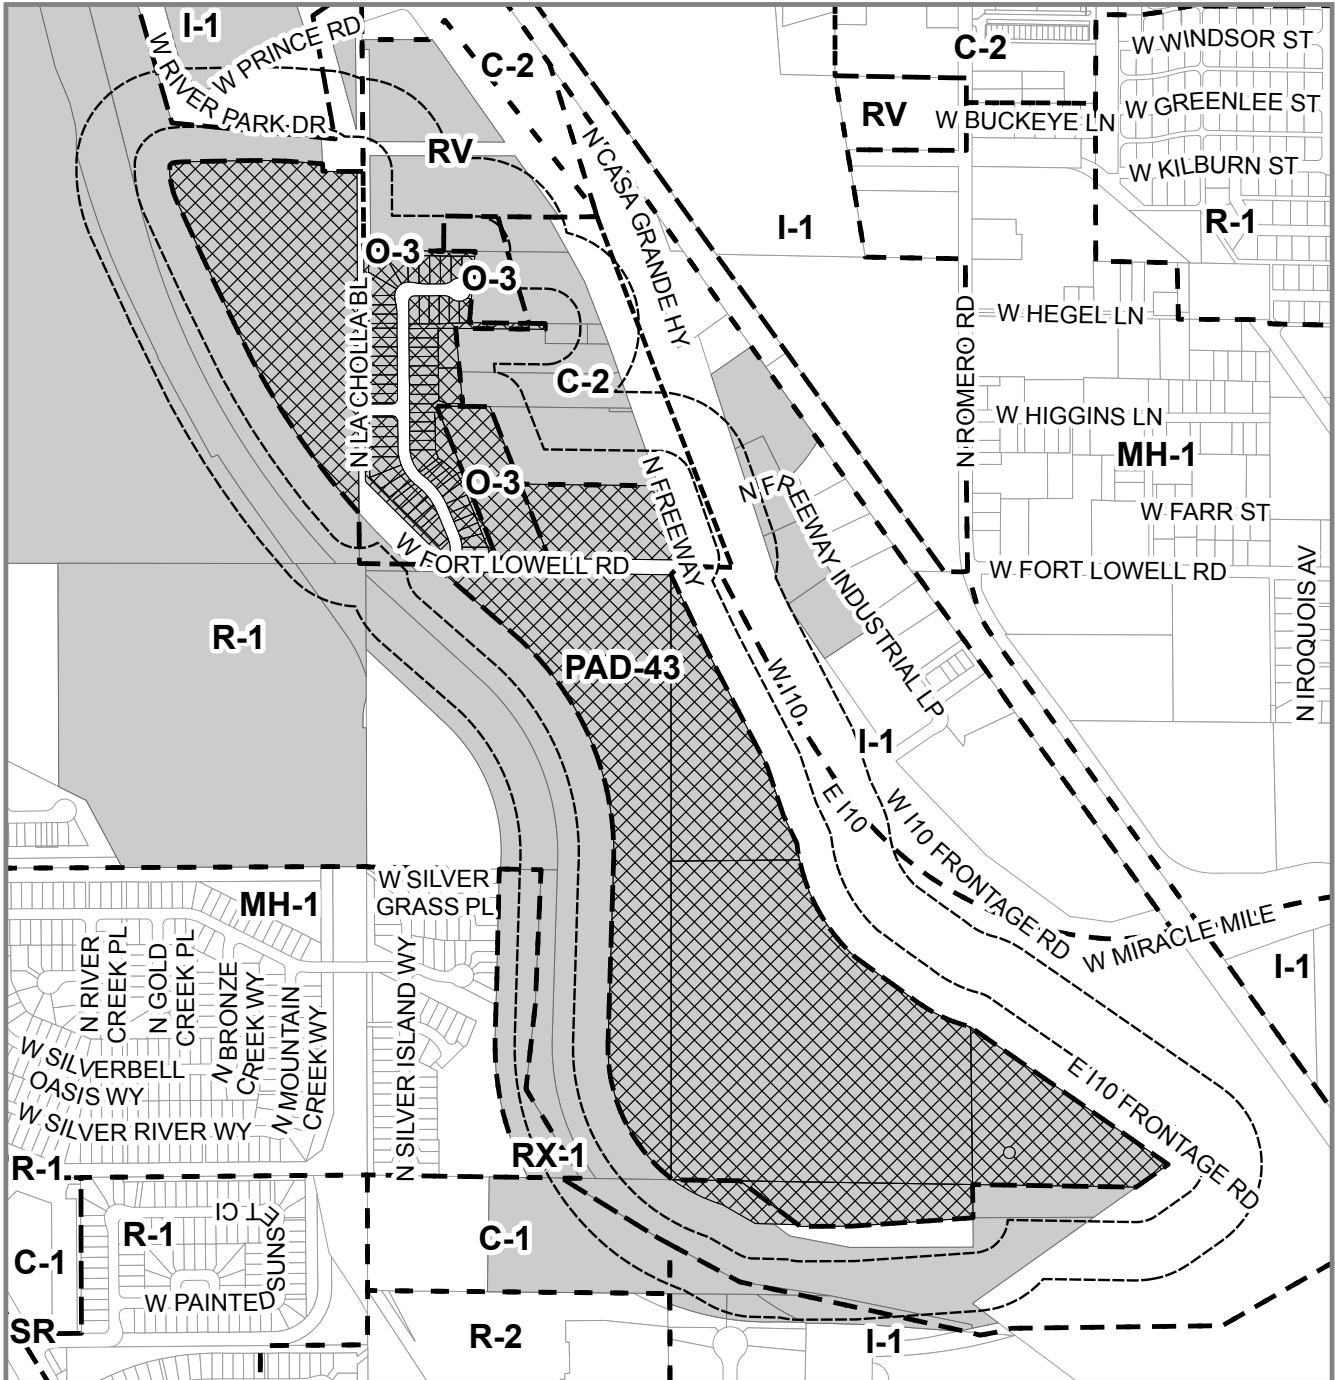 I-1
W PRINCE RD
W RIVER PARK DR
C-2
C-2
W WINDSOR ST
W GREENLEE ST
RV
W BUCKEYE LN
W KILBURN ST
RV
N CASA GRANDE HY
I-1
R-1
O-3
O-3
N LA CHOLLA BL
N ROMERO RD
W HEGEL LN
C-2
W HIGGINS LN
MH-1
O-3
N FREEWAY
N FREEWAY INDUSTRIAL LP
W FARR ST
W FORT LOWELL RD
W FORT LOWELL RD
N IROQUOIS AV
R-1
PAD-43
W I10
I-1
E I10
W I10 FRONTAGE RD
W SILVER
GRASS PL
MH-1
W MIRACLE MILE
I-1
N RIVER
CREEK PL
N GOLD
CREEK PL
N BRONZE
CREEK WY
N MOUNTAIN
CREEK WY
N SILVER ISLAND WY
W SILVERBELL
OASIS WY
W SILVER RIVER WY
E I10 FRONTAGE RD
RX-1
R-1
R-1
C-1
C-1
SUNSET CI
W PAINTED
SR
R-2
I-1